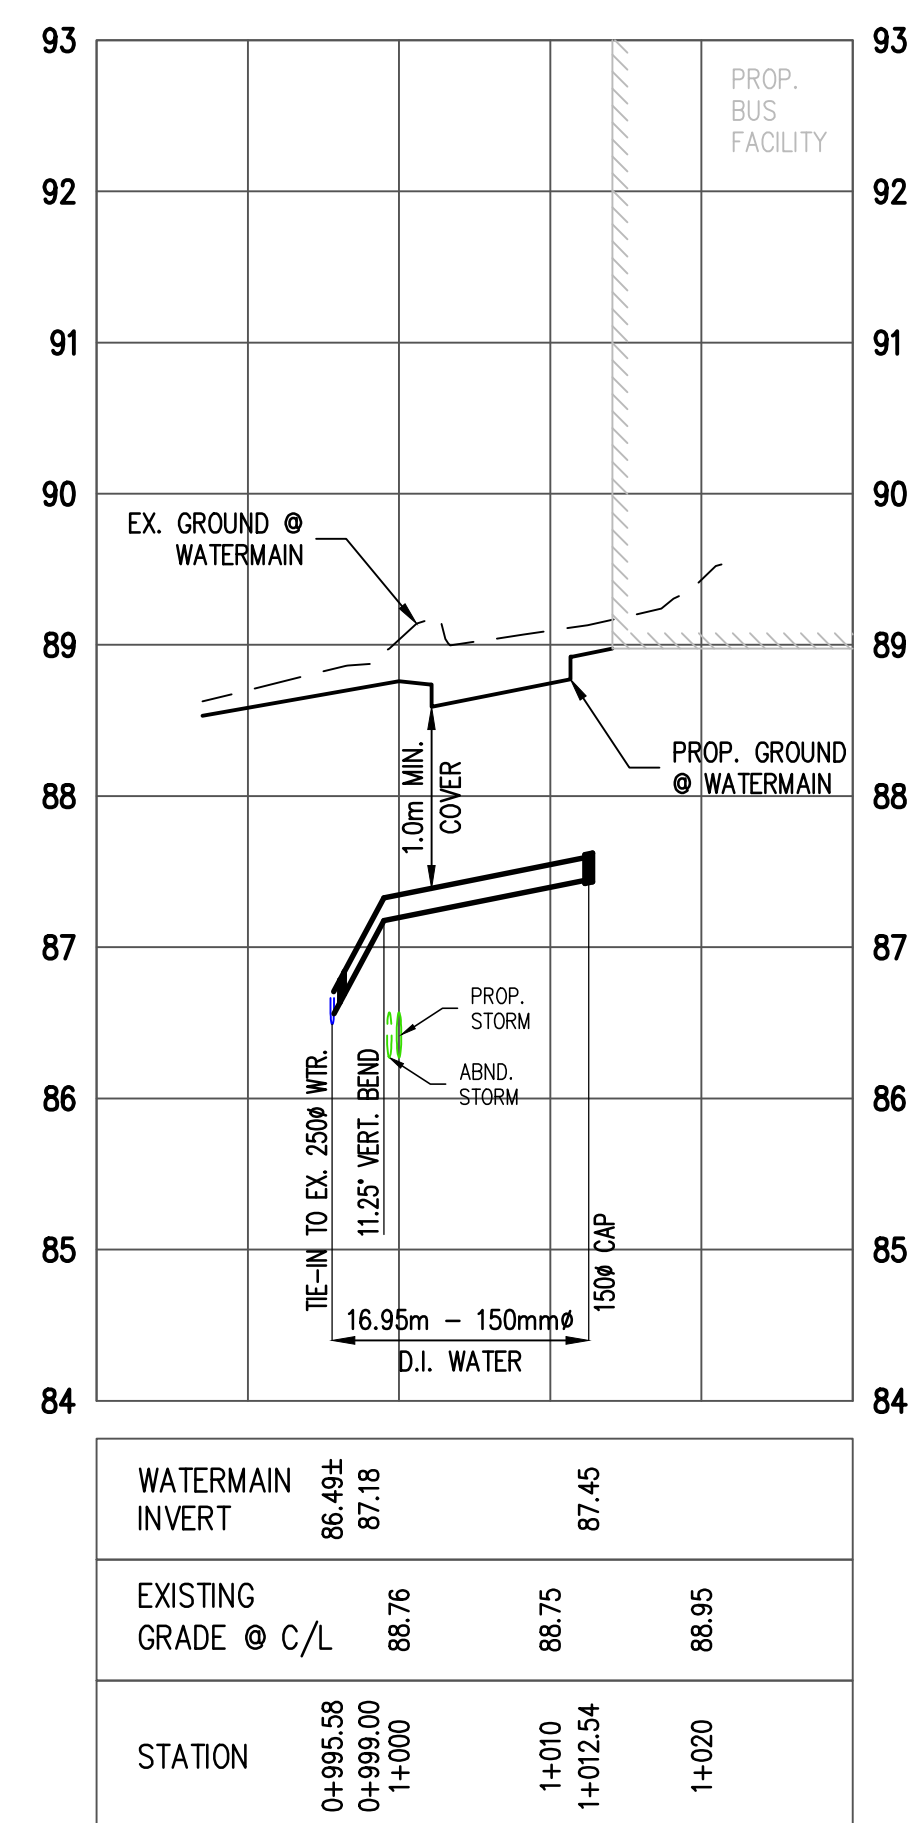 93
93
PROP.
BUS
FACILITY
92
92
91
91
90
90
EX. GROUND @
WATERMAIN
89
89
PROP. GROUND
@ WATERMAIN
1.0m MIN.
COVER
88
88
87
87
PROP.
STORM
ABND.
STORM
86
86
TIE-IN TO EX. 250ø WTR.
11.25° VERT. BEND
150ø CAP
85
85
16.95m - 150mmø
D.I. WATER
84
84
WATERMAIN
INVERT
86.49±
87.18
87.45
EXISTING
GRADE @ C/L
88.76
88.75
88.95
STATION
0+995.58
0+999.00
1+000
1+010
1+012.54
1+020